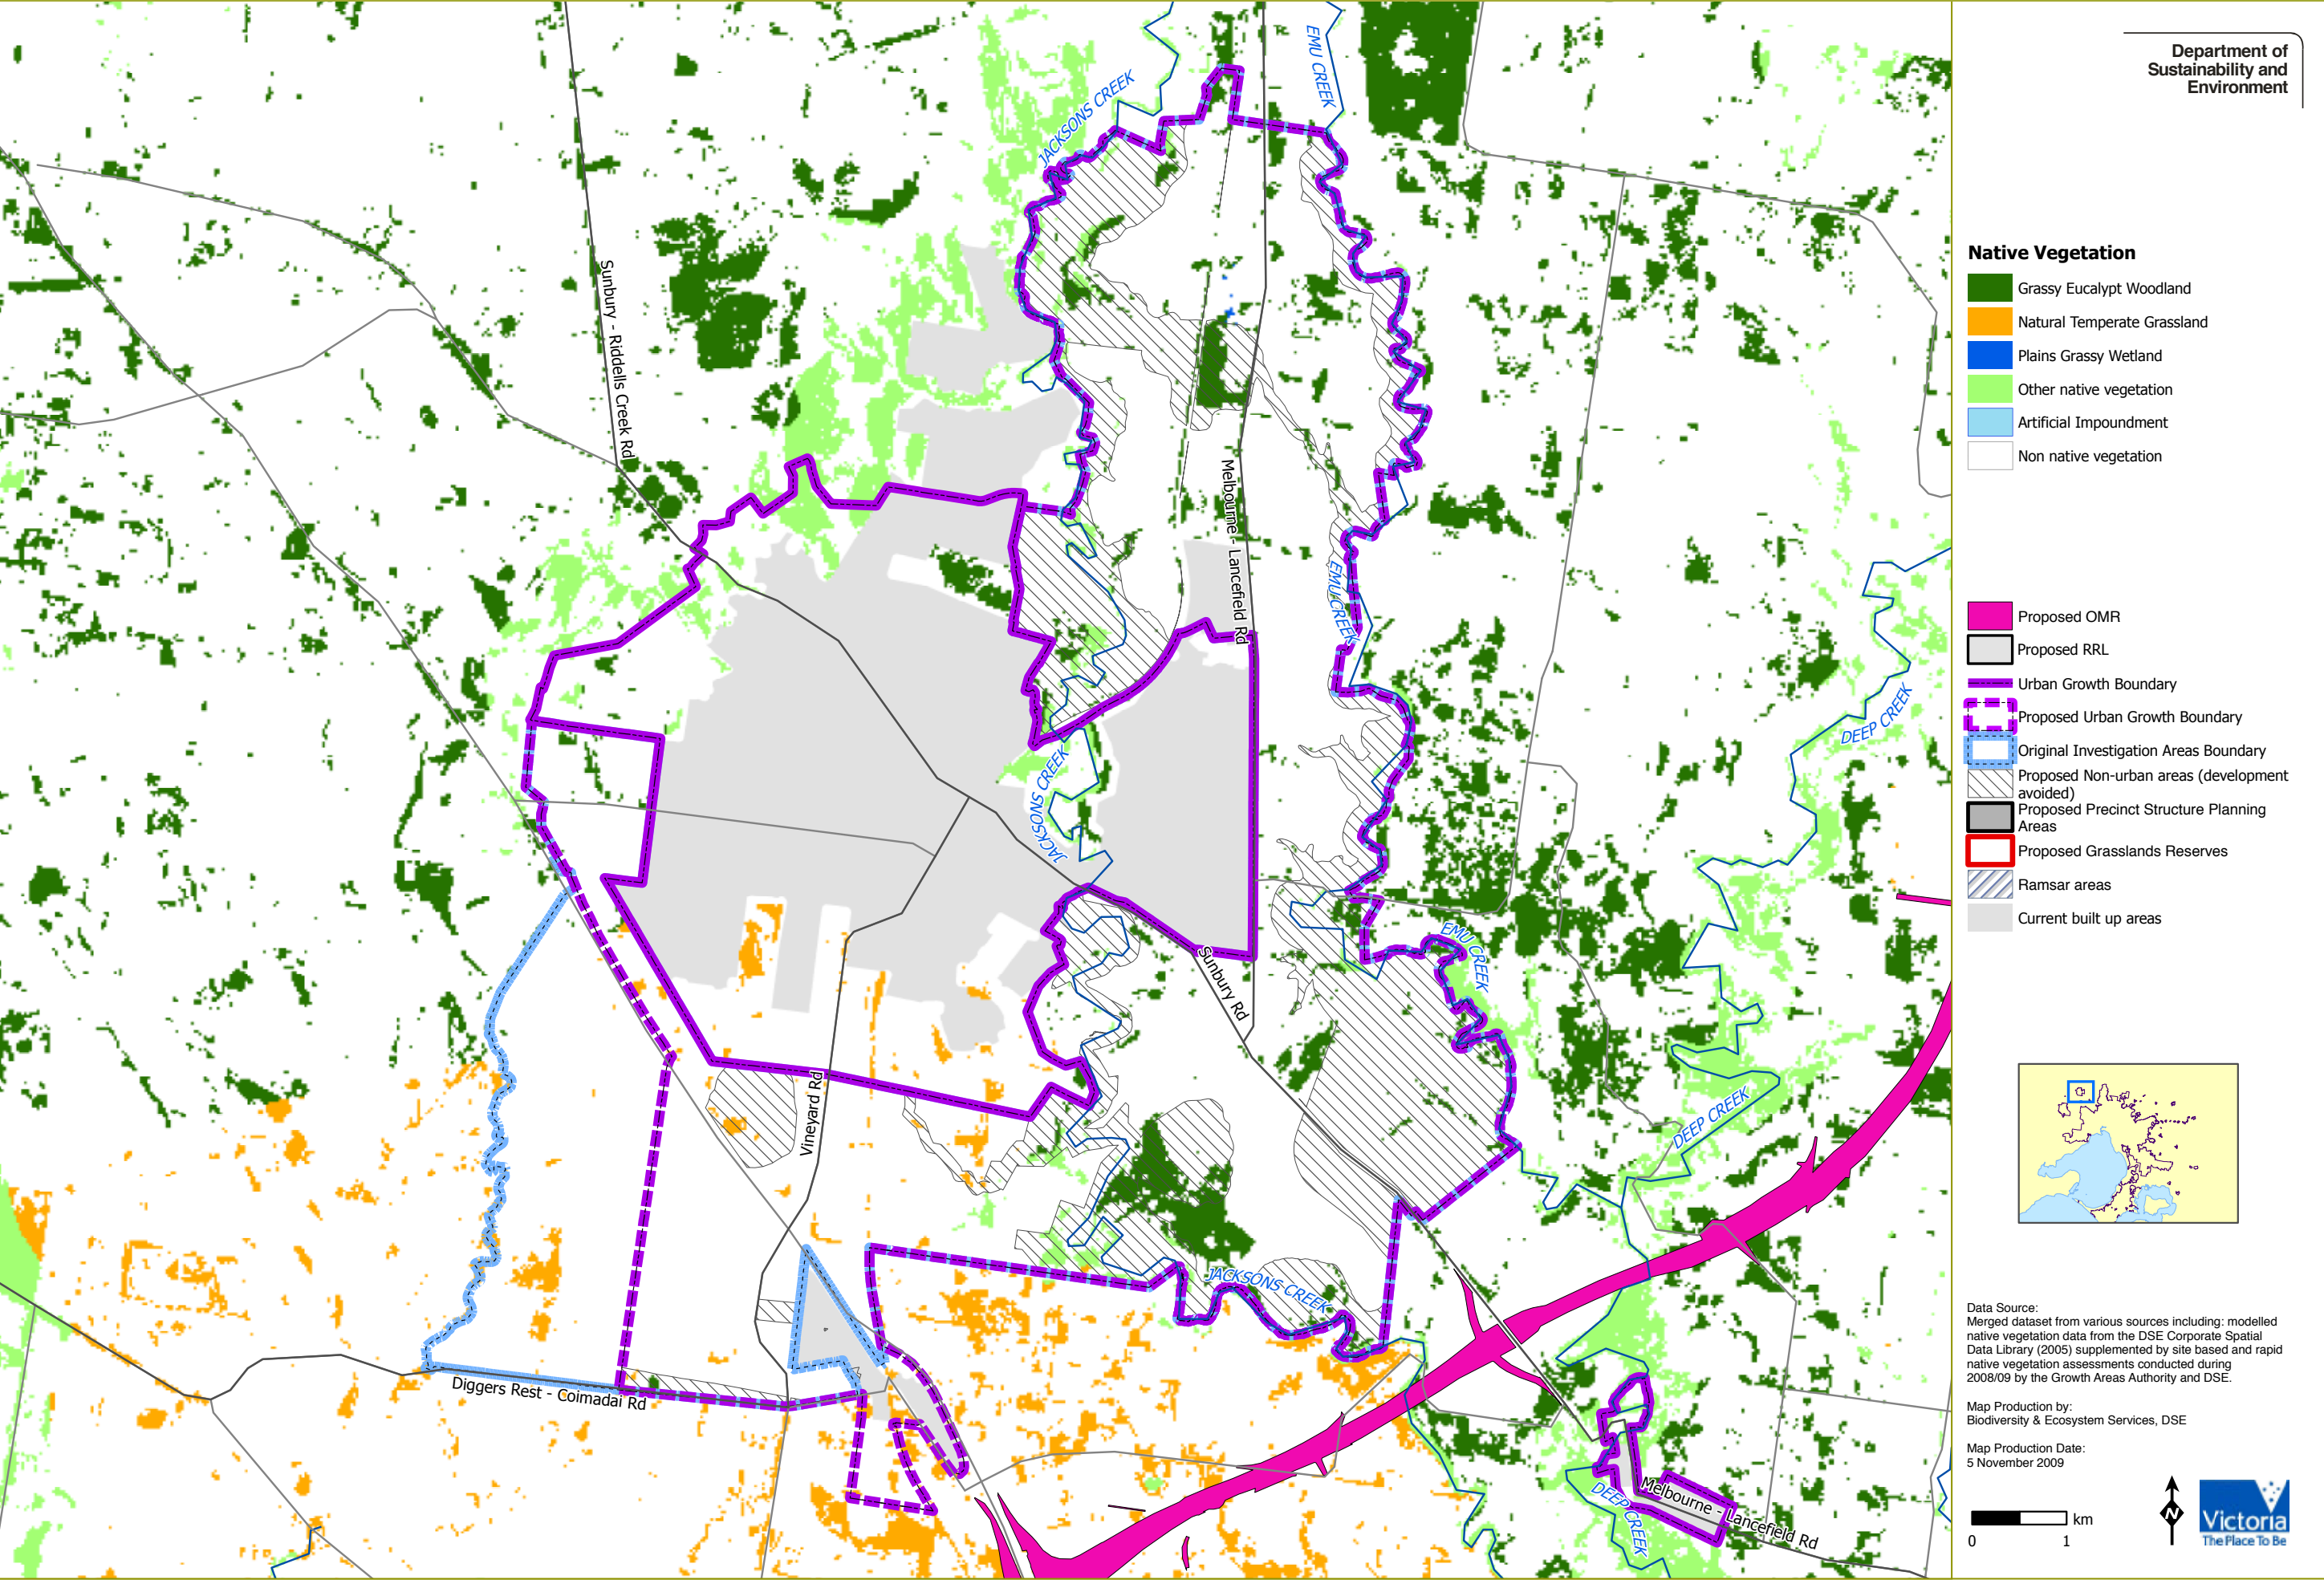 Department of
Sustainability and
Environment
Native Vegetation
Grassy Eucalypt Woodland
Natural Temperate Grassland
Plains Grassy Wetland
Other native vegetation
Artificial Impoundment
Non native vegetation
Proposed OMR
Proposed RRL
Urban Growth Boundary
Proposed Urban Growth Boundary
Original Investigation Areas Boundary
Proposed Non-urban areas (development
avoided)
Proposed Precinct Structure Planning
Areas
Proposed Grasslands Reserves
Ramsar areas
Current built up areas
Data Source:
Merged dataset from various sources including: modelled
native vegetation data from the DSE Corporate Spatial
Data Library (2005) supplemented by site based and rapid
native vegetation assessments conducted during
2008/09 by the Growth Areas Authority and DSE.
Map Production by:
Biodiversity & Ecosystem Services, DSE
Map Production Date:
5 November 2009
km
0 1
N
Victoria
The Place To Be
JACKSONS CREEK
EMU CREEK
Sunbury - Riddells Creek Rd
Melbourne - Lancefield Rd
EMU CREEK
DEEP CREEK
JACKSONS CREEK
Sunbury Rd
EMU CREEK
Vineyard Rd
DEEP CREEK
JACKSONS CREEK
Diggers Rest - Coimadai Rd
DEEP CREEK
Melbourne - Lancefield Rd